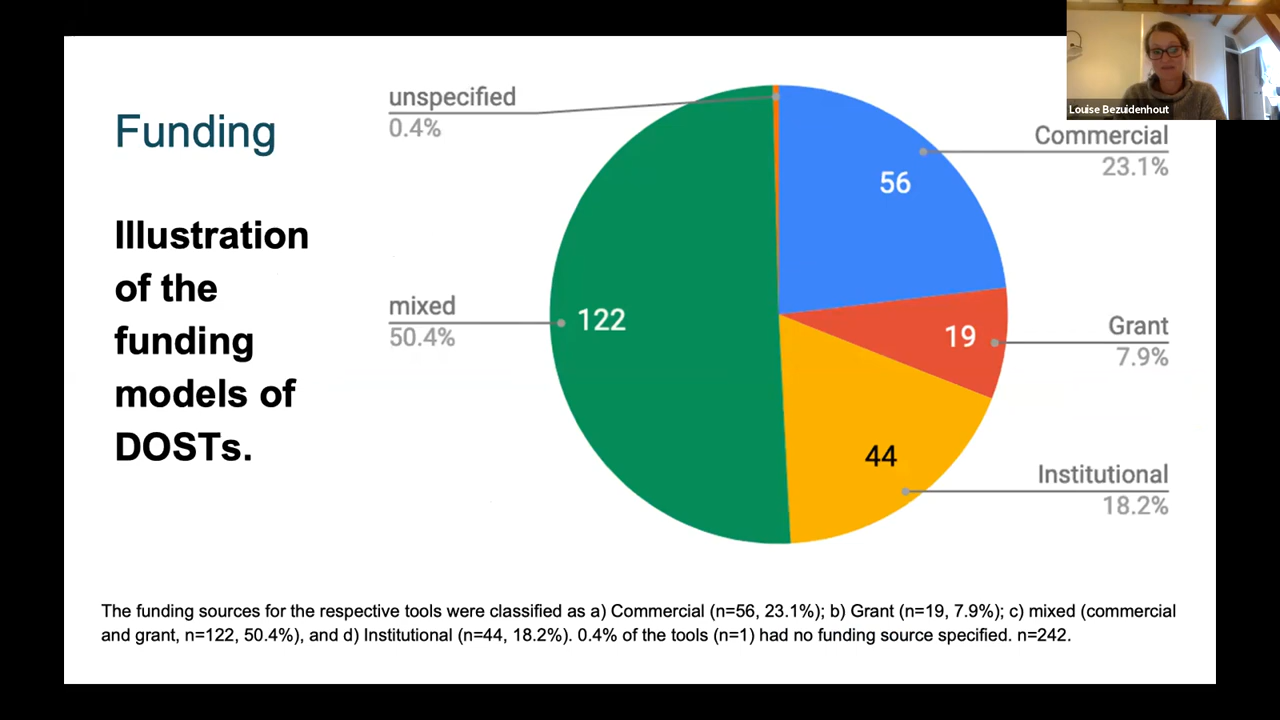 Louise Bezuidenhout
Funding
Illustration
of the
funding
models of
DOSTs.
unspecified
0.4%
Commercial
23.1%
56
mixed
50.4%
122
Grant
7.9%
19
Institutional
18.2%
44
The funding sources for the respective tools were classified as a) Commercial (n=56, 23.1%); b) Grant (n=19, 7.9%); c) mixed (commercial
and grant, n=122, 50.4%), and d) Institutional (n=44, 18.2%). 0.4% of the tools (n=1) had no funding source specified. n=242.